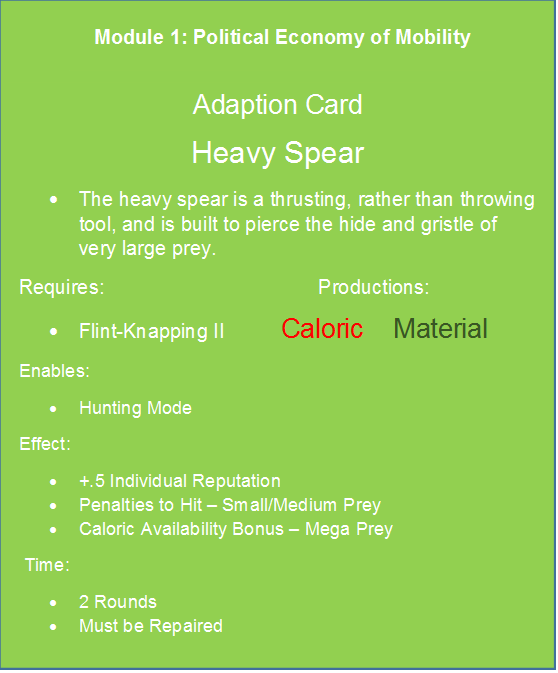 Module 1: Political Economy of Mobility
Adaption Card
Heavy Spear
• The heavy spear is a thrusting, rather than throwing
tool, and is built to pierce the hide and gristle of
very large prey.
Requires: Productions:
• Flint-Knapping II Caloric Material
Enables:
• Hunting Mode
Effect:
• +.5 Individual Reputation
• Penalties to Hit – Small/Medium Prey
• Caloric Availability Bonus – Mega Prey
Time:
• 2 Rounds
• Must be Repaired